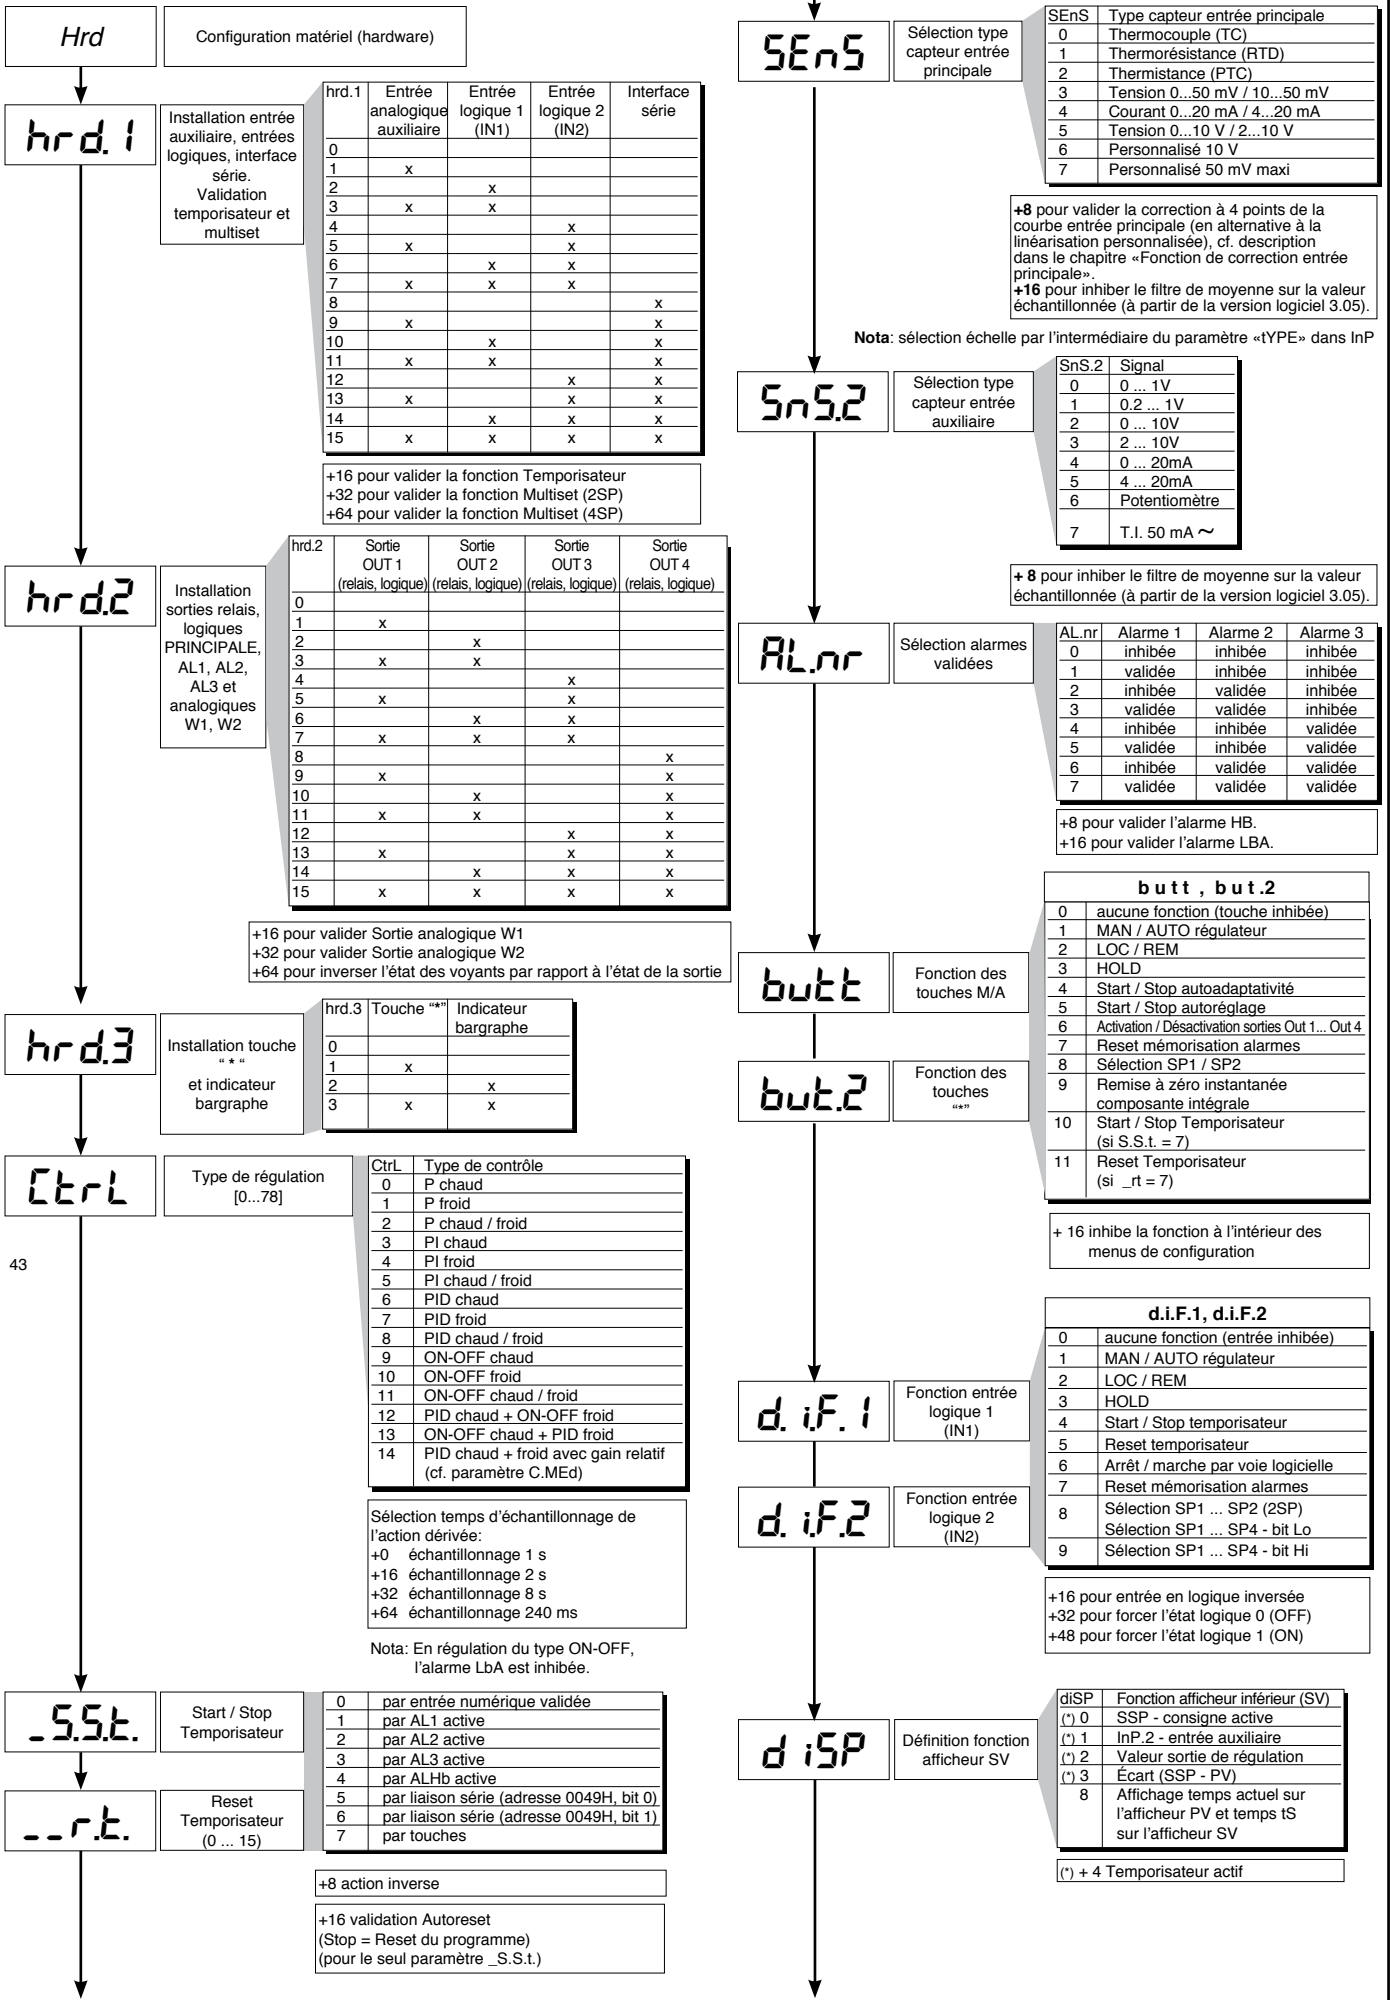 Hrd
Configuration matériel (hardware)
hrd.1
Installation entrée
auxiliaire, entrées
logiques, interface
série.
Validation
temporisateur et
multiset
hrd.1 Entrée analogique auxiliaire Entrée logique 1 (IN1) Entrée logique 2 (IN2) Interface série
0
1 x
2 x
3 x x
4 x
5 x x
6 x x
7 x x x
8 x
9 x x
10 x x
11 x x x
12 x x
13 x x x
14 x x x
15 x x x x
+16 pour valider la fonction Temporisateur
+32 pour valider la fonction Multiset (2SP)
+64 pour valider la fonction Multiset (4SP)
hrd.2
Installation
sorties relais,
logiques
PRINCIPALE,
AL1, AL2,
AL3 et
analogiques
W1, W2
hrd.2 Sortie OUT 1 (relais, logique) Sortie OUT 2 (relais, logique) Sortie OUT 3 (relais, logique) Sortie OUT 4 (relais, logique)
0
1 x
2 x
3 x x
4 x
5 x x
6 x x
7 x x x
8 x
9 x x
10 x x
11 x x x
12 x x
13 x x x
14 x x x
15 x x x x
+16 pour valider Sortie analogique W1
+32 pour valider Sortie analogique W2
+64 pour inverser l'état des voyants par rapport à l'état de la sortie
hrd.3
Installation touche
“ * “
et indicateur
bargraphe
hrd.3 Touche “*” Indicateur bargraphe
0
1 x
2 x
3 x x
CtrL
Type de régulation
[0...78]
CtrL Type de contrôle
0 P chaud
1 P froid
2 P chaud / froid
3 PI chaud
4 PI froid
5 PI chaud / froid
6 PID chaud
7 PID froid
8 PID chaud / froid
9 ON-OFF chaud
10 ON-OFF froid
11 ON-OFF chaud / froid
12 PID chaud + ON-OFF froid
13 ON-OFF chaud + PID froid
14 PID chaud + froid avec gain relatif
(cf. paramètre C.MEd)
43
Sélection temps d'échantillonnage de
l'action dérivée:
+0 échantillonnage 1 s
+16 échantillonnage 2 s
+32 échantillonnage 8 s
+64 échantillonnage 240 ms
Nota: En régulation du type ON-OFF,
l'alarme LbA est inhibée.
_S.S.t.
Start / Stop
Temporisateur
__r.t.
Reset
Temporisateur
(0 ... 15)
0 par entrée numérique validée
1 par AL1 active
2 par AL2 active
3 par AL3 active
4 par ALHb active
5 par liaison série (adresse 0049H, bit 0)
6 par liaison série (adresse 0049H, bit 1)
7 par touches
+8 action inverse
+16 validation Autoreset
(Stop = Reset du programme)
(pour le seul paramètre _S.S.t.)
SEnS
Sélection type
capteur entrée
principale
SEnS Type capteur entrée principale
0 Thermocouple (TC)
1 Thermorésistance (RTD)
2 Thermistance (PTC)
3 Tension 0...50 mV / 10...50 mV
4 Courant 0...20 mA / 4...20 mA
5 Tension 0...10 V / 2...10 V
6 Personnalisé 10 V
7 Personnalisé 50 mV maxi
+8 pour valider la correction à 4 points de la
courbe entrée principale (en alternative à la
linéarisation personnalisée), cf. description
dans le chapitre «Fonction de correction entrée
principale».
+16 pour inhiber le filtre de moyenne sur la valeur
échantillonnée (à partir de la version logiciel 3.05).
Nota: sélection échelle par l'intermédiaire du paramètre «tYPE» dans InP
SnS.2
Sélection type
capteur entrée
auxiliaire
SnS.2 Signal
0 0 ... 1V
1 0.2 ... 1V
2 0 ... 10V
3 2 ... 10V
4 0 ... 20mA
5 4 ... 20mA
6 Potentiomètre
7 T.I. 50 mA ~
+ 8 pour inhiber le filtre de moyenne sur la valeur
échantillonnée (à partir de la version logiciel 3.05).
AL.nr
Sélection alarmes
validées
AL.nr Alarme 1 Alarme 2 Alarme 3
0 inhibée inhibée inhibée
1 validée inhibée inhibée
2 inhibée validée inhibée
3 validée validée inhibée
4 inhibée inhibée validée
5 validée inhibée validée
6 inhibée validée validée
7 validée validée validée
+8 pour valider l'alarme HB.
+16 pour valider l'alarme LBA.
butt
Fonction des
touches M/A
but.2
Fonction des
touches
“*”
butt , but.2
0 aucune fonction (touche inhibée)
1 MAN / AUTO régulateur
2 LOC / REM
3 HOLD
4 Start / Stop autoadaptativité
5 Start / Stop autoréglage
6 Activation / Désactivation sorties Out 1... Out 4
7 Reset mémorisation alarmes
8 Sélection SP1 / SP2
9 Remise à zéro instantanée
composante intégrale
10 Start / Stop Temporisateur
(si S.S.t. = 7)
11 Reset Temporisateur
(si _rt = 7)
+ 16 inhibe la fonction à l'intérieur des
menus de configuration
d.i.F.1
Fonction entrée
logique 1
(IN1)
d.i.F.2
Fonction entrée
logique 2
(IN2)
d.i.F.1, d.i.F.2
0 aucune fonction (entrée inhibée)
1 MAN / AUTO régulateur
2 LOC / REM
3 HOLD
4 Start / Stop temporisateur
5 Reset temporisateur
6 Arrêt / marche par voie logicielle
7 Reset mémorisation alarmes
8 Sélection SP1 ... SP2 (2SP)
Sélection SP1 ... SP4 - bit Lo
9 Sélection SP1 ... SP4 - bit Hi
+16 pour entrée en logique inversée
+32 pour forcer l'état logique 0 (OFF)
+48 pour forcer l'état logique 1 (ON)
diSP
Définition fonction
afficheur SV
diSP Fonction afficheur inférieur (SV)
(*) 0 SSP - consigne active
(*) 1 InP.2 - entrée auxiliaire
(*) 2 Valeur sortie de régulation
(*) 3 Écart (SSP - PV)
8 Affichage temps actuel sur
l'afficheur PV et temps tS
sur l'afficheur SV
(*) + 4 Temporisateur actif